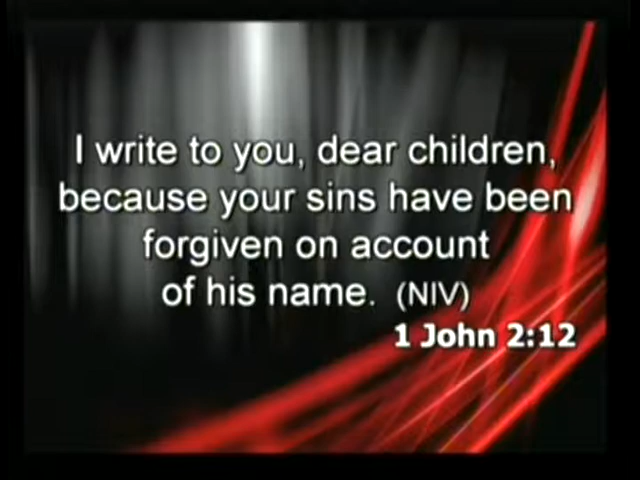 I write to you, dear children,
because your sins have been
forgiven on account
of his name. (NIV)
1 John 2:12